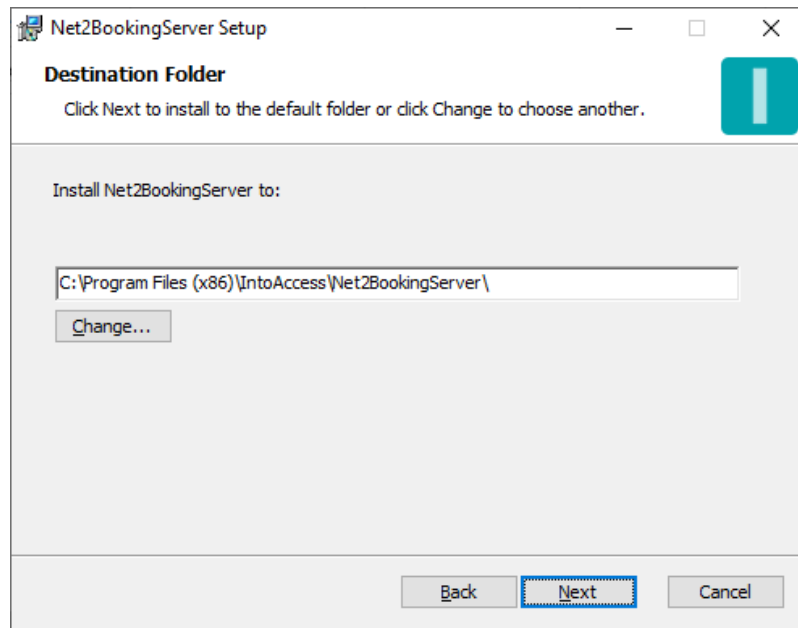 Net2BookingServer Setup
Destination Folder
Click Next to install to the default folder or click Change to choose another.
Install Net2BookingServer to:
C:\Program Files (x86)\IntoAccess\Net2BookingServer\
Change...
Back Next Cancel